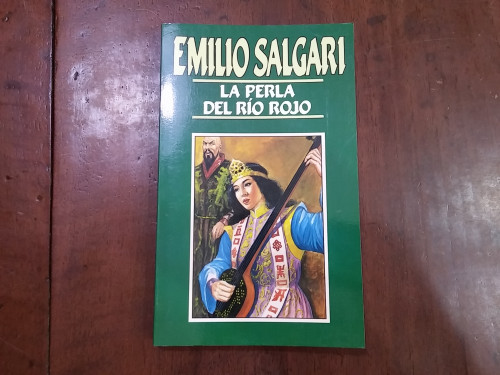 EMILIO SALGARI
LA PERLA
DEL RÍO ROJO